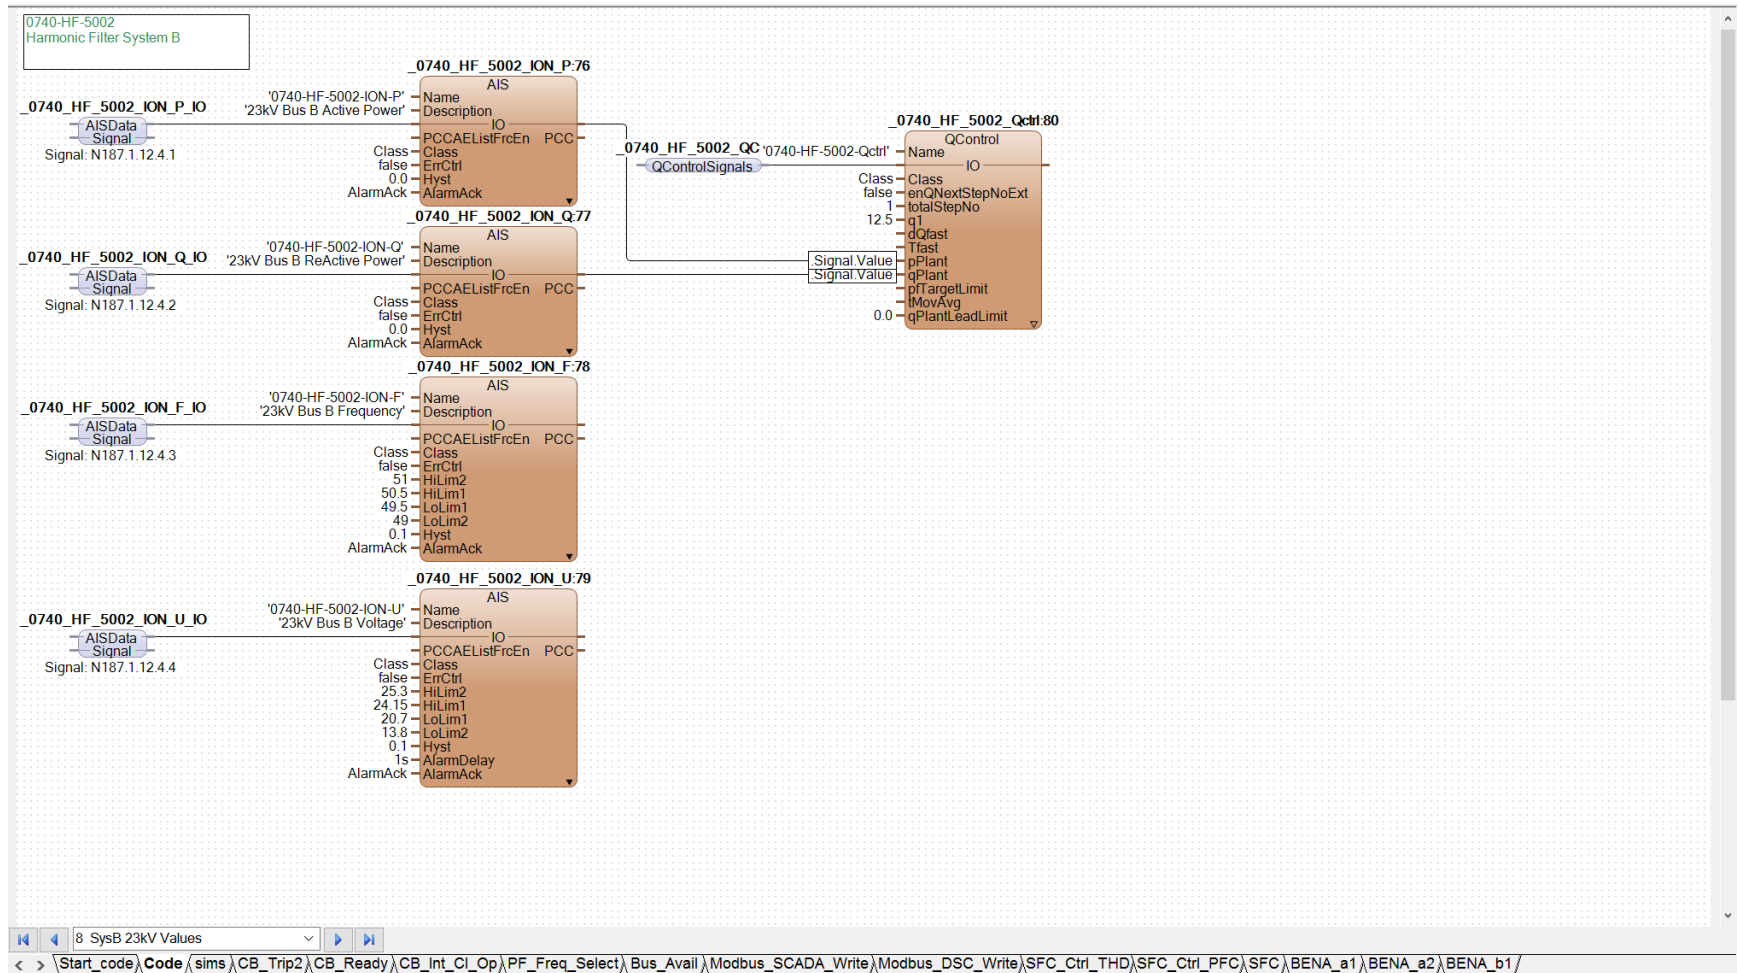 0740-HF-5002
Harmonic Filter System B
_0740_HF_5002_ION_P:76
AIS
_0740_HF_5002_ION_P_IO
AISData
Signal
Signal: N187.1.12.4.1
'0740-HF-5002-ION-P' Name
'23kV Bus B Active Power' Description
IO
PCCAEListFrcEn PCC
Class Class
false ErrCtrl
0.0 Hyst
AlarmAck AlarmAck
_0740_HF_5002_QC
QControlSignals
_0740_HF_5002_Qctrl:80
QControl
'0740-HF-5002-Qctrl' Name
IO
Class Class
false enQNextStepNoExt
1 totalStepNo
12.5 q1
dQfast
Tfast
.Signal.Value pPlant
.Signal.Value qPlant
pfTargetLimit
tMovAvg
0.0 qPlantLeadLimit
_0740_HF_5002_ION_Q:77
AIS
_0740_HF_5002_ION_Q_IO
AISData
Signal
Signal: N187.1.12.4.2
'0740-HF-5002-ION-Q' Name
'23kV Bus B ReActive Power' Description
IO
PCCAEListFrcEn PCC
Class Class
false ErrCtrl
0.0 Hyst
AlarmAck AlarmAck
_0740_HF_5002_ION_F:78
AIS
_0740_HF_5002_ION_F_IO
AISData
Signal
Signal: N187.1.12.4.3
'0740-HF-5002-ION-F' Name
'23kV Bus B Frequency' Description
IO
PCCAEListFrcEn PCC
Class Class
false ErrCtrl
51 HiLim2
50.5 HiLim1
49.5 LoLim1
49 LoLim2
0.1 Hyst
AlarmAck AlarmAck
_0740_HF_5002_ION_U:79
AIS
_0740_HF_5002_ION_U_IO
AISData
Signal
Signal: N187.1.12.4.4
'0740-HF-5002-ION-U' Name
'23kV Bus B Voltage' Description
IO
PCCAEListFrcEn PCC
Class Class
false ErrCtrl
25.3 HiLim2
24.15 HiLim1
20.7 LoLim1
13.8 LoLim2
0.1 Hyst
1s AlarmDelay
AlarmAck AlarmAck
8 SysB 23kV Values
Start_code Code sims CB_Trip2 CB_Ready CB_Int_Cl_Op PF_Freq_Select Bus_Avail Modbus_SCADA_Write Modbus_DSC_Write SFC_Ctrl_THD SFC_Ctrl_PFC SFC BENA_a1 BENA_a2 BENA_b1